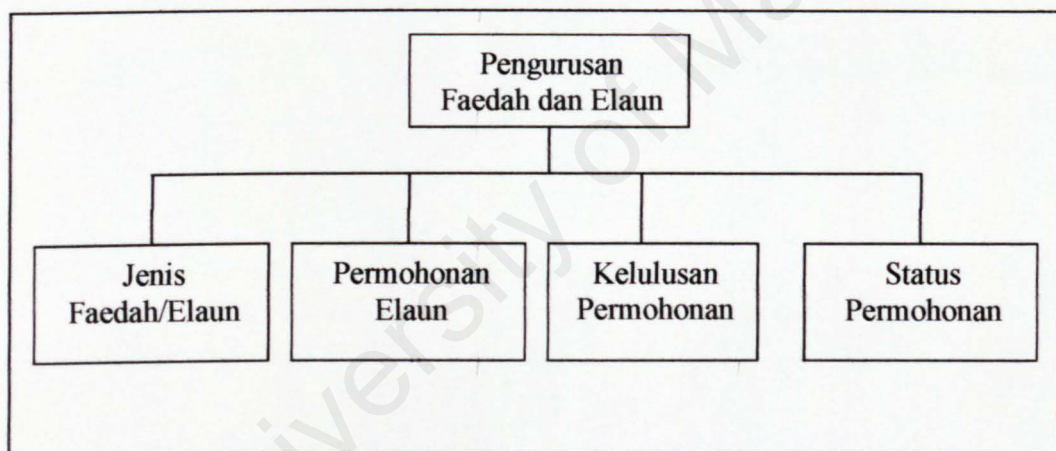 Pengurusan
Faedah dan Elaun
Jenis
Faedah/Elaun
Permohonan
Elaun
Kelulusan
Permohonan
Status
Permohonan